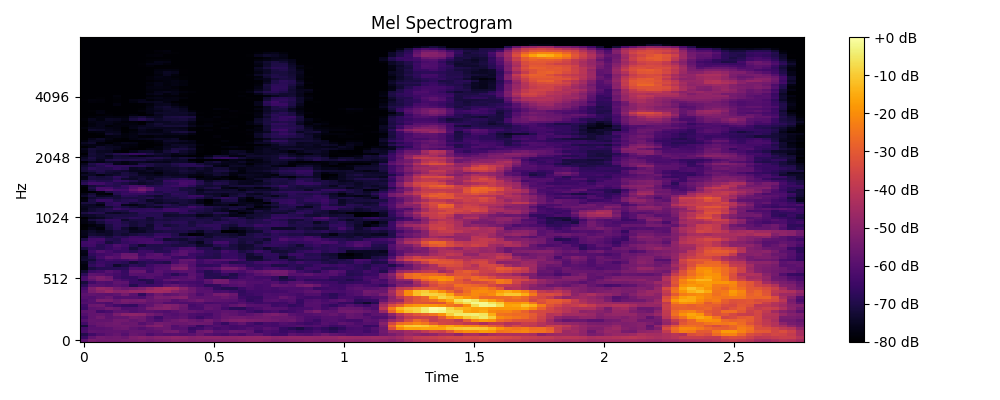 Mel Spectrogram
Hz
4096
2048
1024
512
0
0
0.5
1
1.5
2
2.5
Time
+0 dB
-10 dB
-20 dB
-30 dB
-40 dB
-50 dB
-60 dB
-70 dB
-80 dB